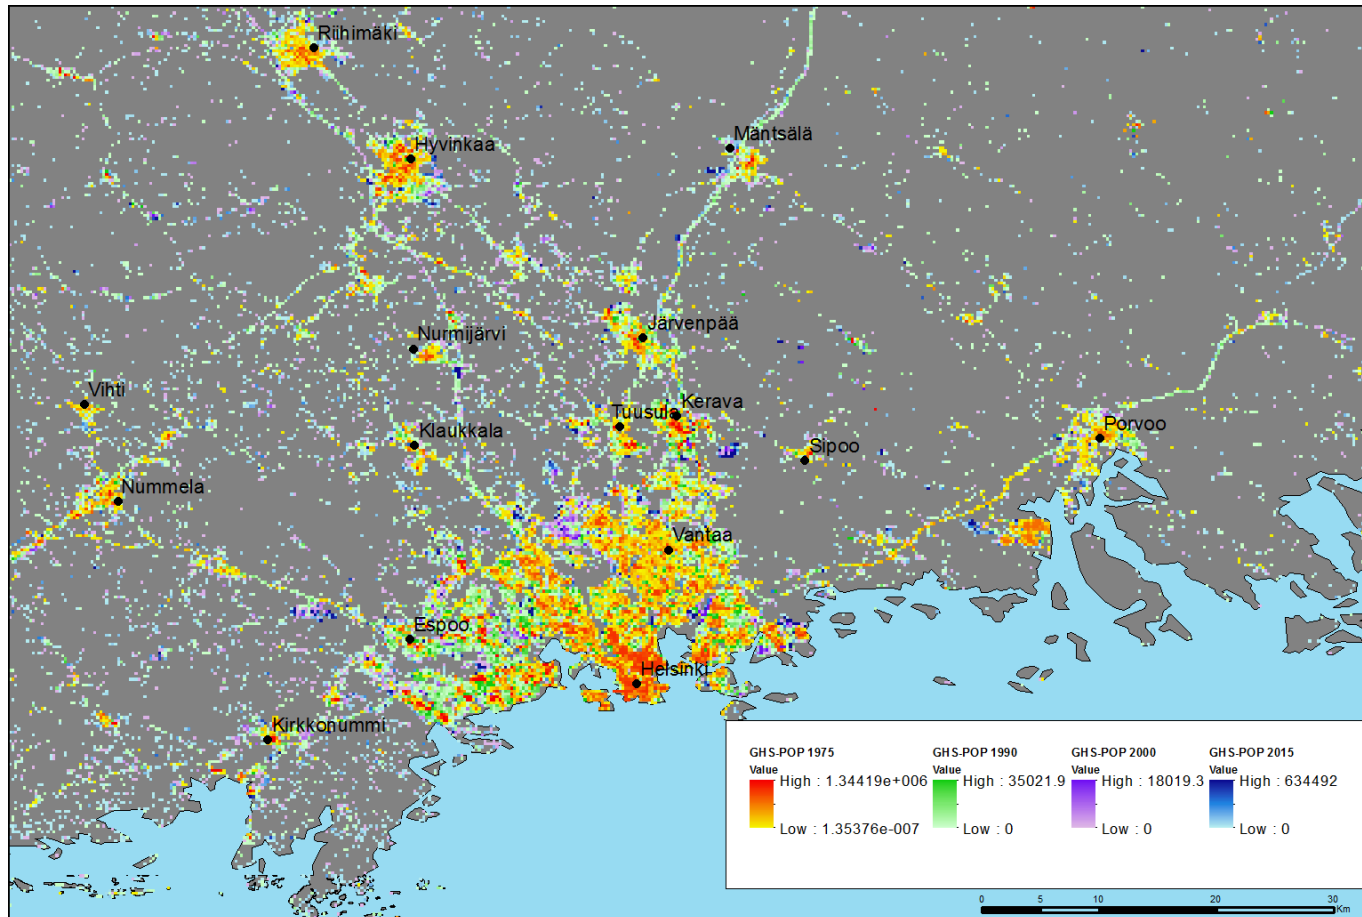 Riihimäki
Hyvinkää
Mäntsälä
Nurmijärvi
Järvenpää
Vihti
Kerava
Tuusula
Klaukkala
Porvoo
Sipoo
Nummela
Vantaa
Espoo
Helsinki
Kirkkonummi
GHS-POP 1975 GHS-POP 1990 GHS-POP 2000 GHS-POP 2015
Value Value Value Value
High : 1.34419e+006 High : 35021.9 High : 18019.3 High : 634492
Low : 1.35376e-007 Low : 0 Low : 0 Low : 0
0 5 10 20 30
Km